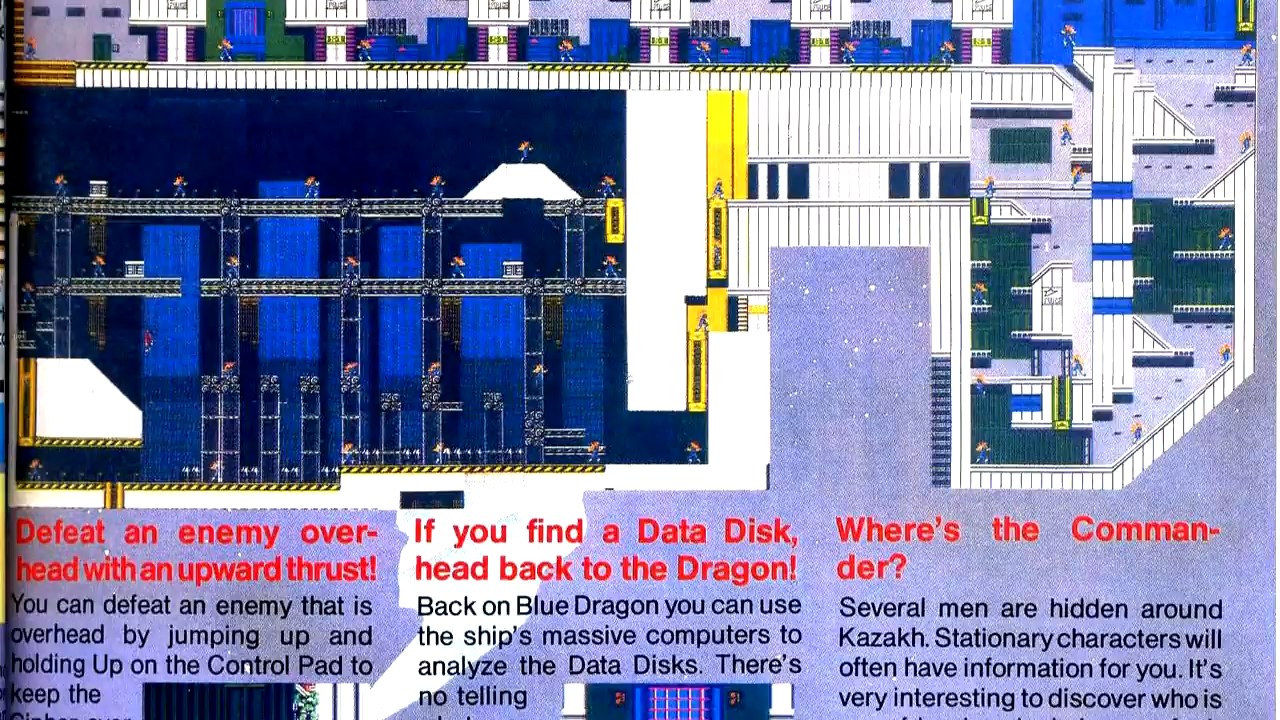 Defeat an enemy over-
head with an upward thrust!
You can defeat an enemy that is
overhead by jumping up and
holding Up on the Control Pad to
keep the
If you find a Data Disk,
head back to the Dragon!
Back on Blue Dragon you can use
the ship's massive computers to
analyze the Data Disks. There's
no telling
Where's the Comman-
der?
Several men are hidden around
Kazakh. Stationary characters will
often have information for you. It's
very interesting to discover who is